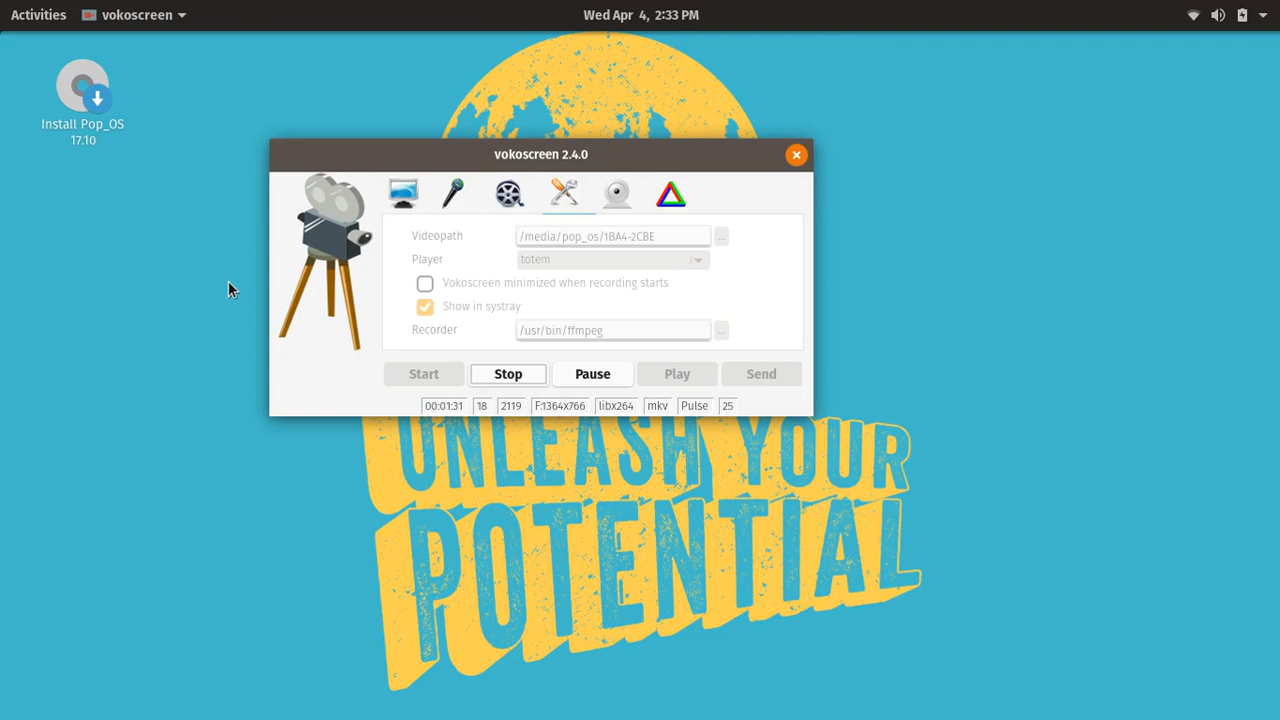 Activities vokoscreen Wed Apr 4, 2:33 PM
Install Pop_OS
17.10
vokoscreen 2.4.0
Videopath /media/pop_os/1BA4-2CBE ...
Player totem
Vokoscreen minimized when recording starts
Show in systray
Recorder /usr/bin/ffmpeg ...
Start Stop Pause Play Send
00:01:31 18 2119 F:1364x766 libx264 mkv Pulse 25
UNLEASH YOUR
POTENTIAL